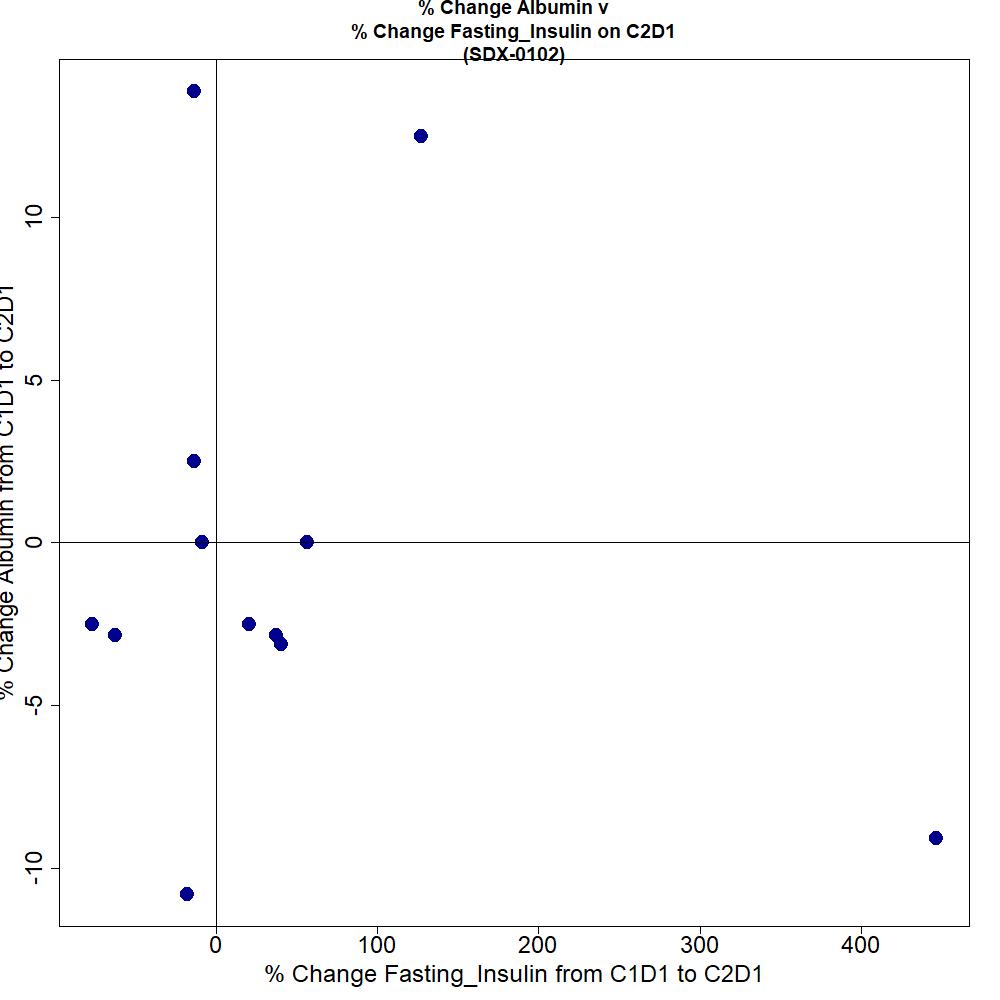 % Change Albumin v
% Change Fasting_Insulin on C2D1
(SDX-0102)
% Change Albumin from C1D1 to C2D1
10
5
0
-5
-10
0 100 200 300 400
% Change Fasting_Insulin from C1D1 to C2D1